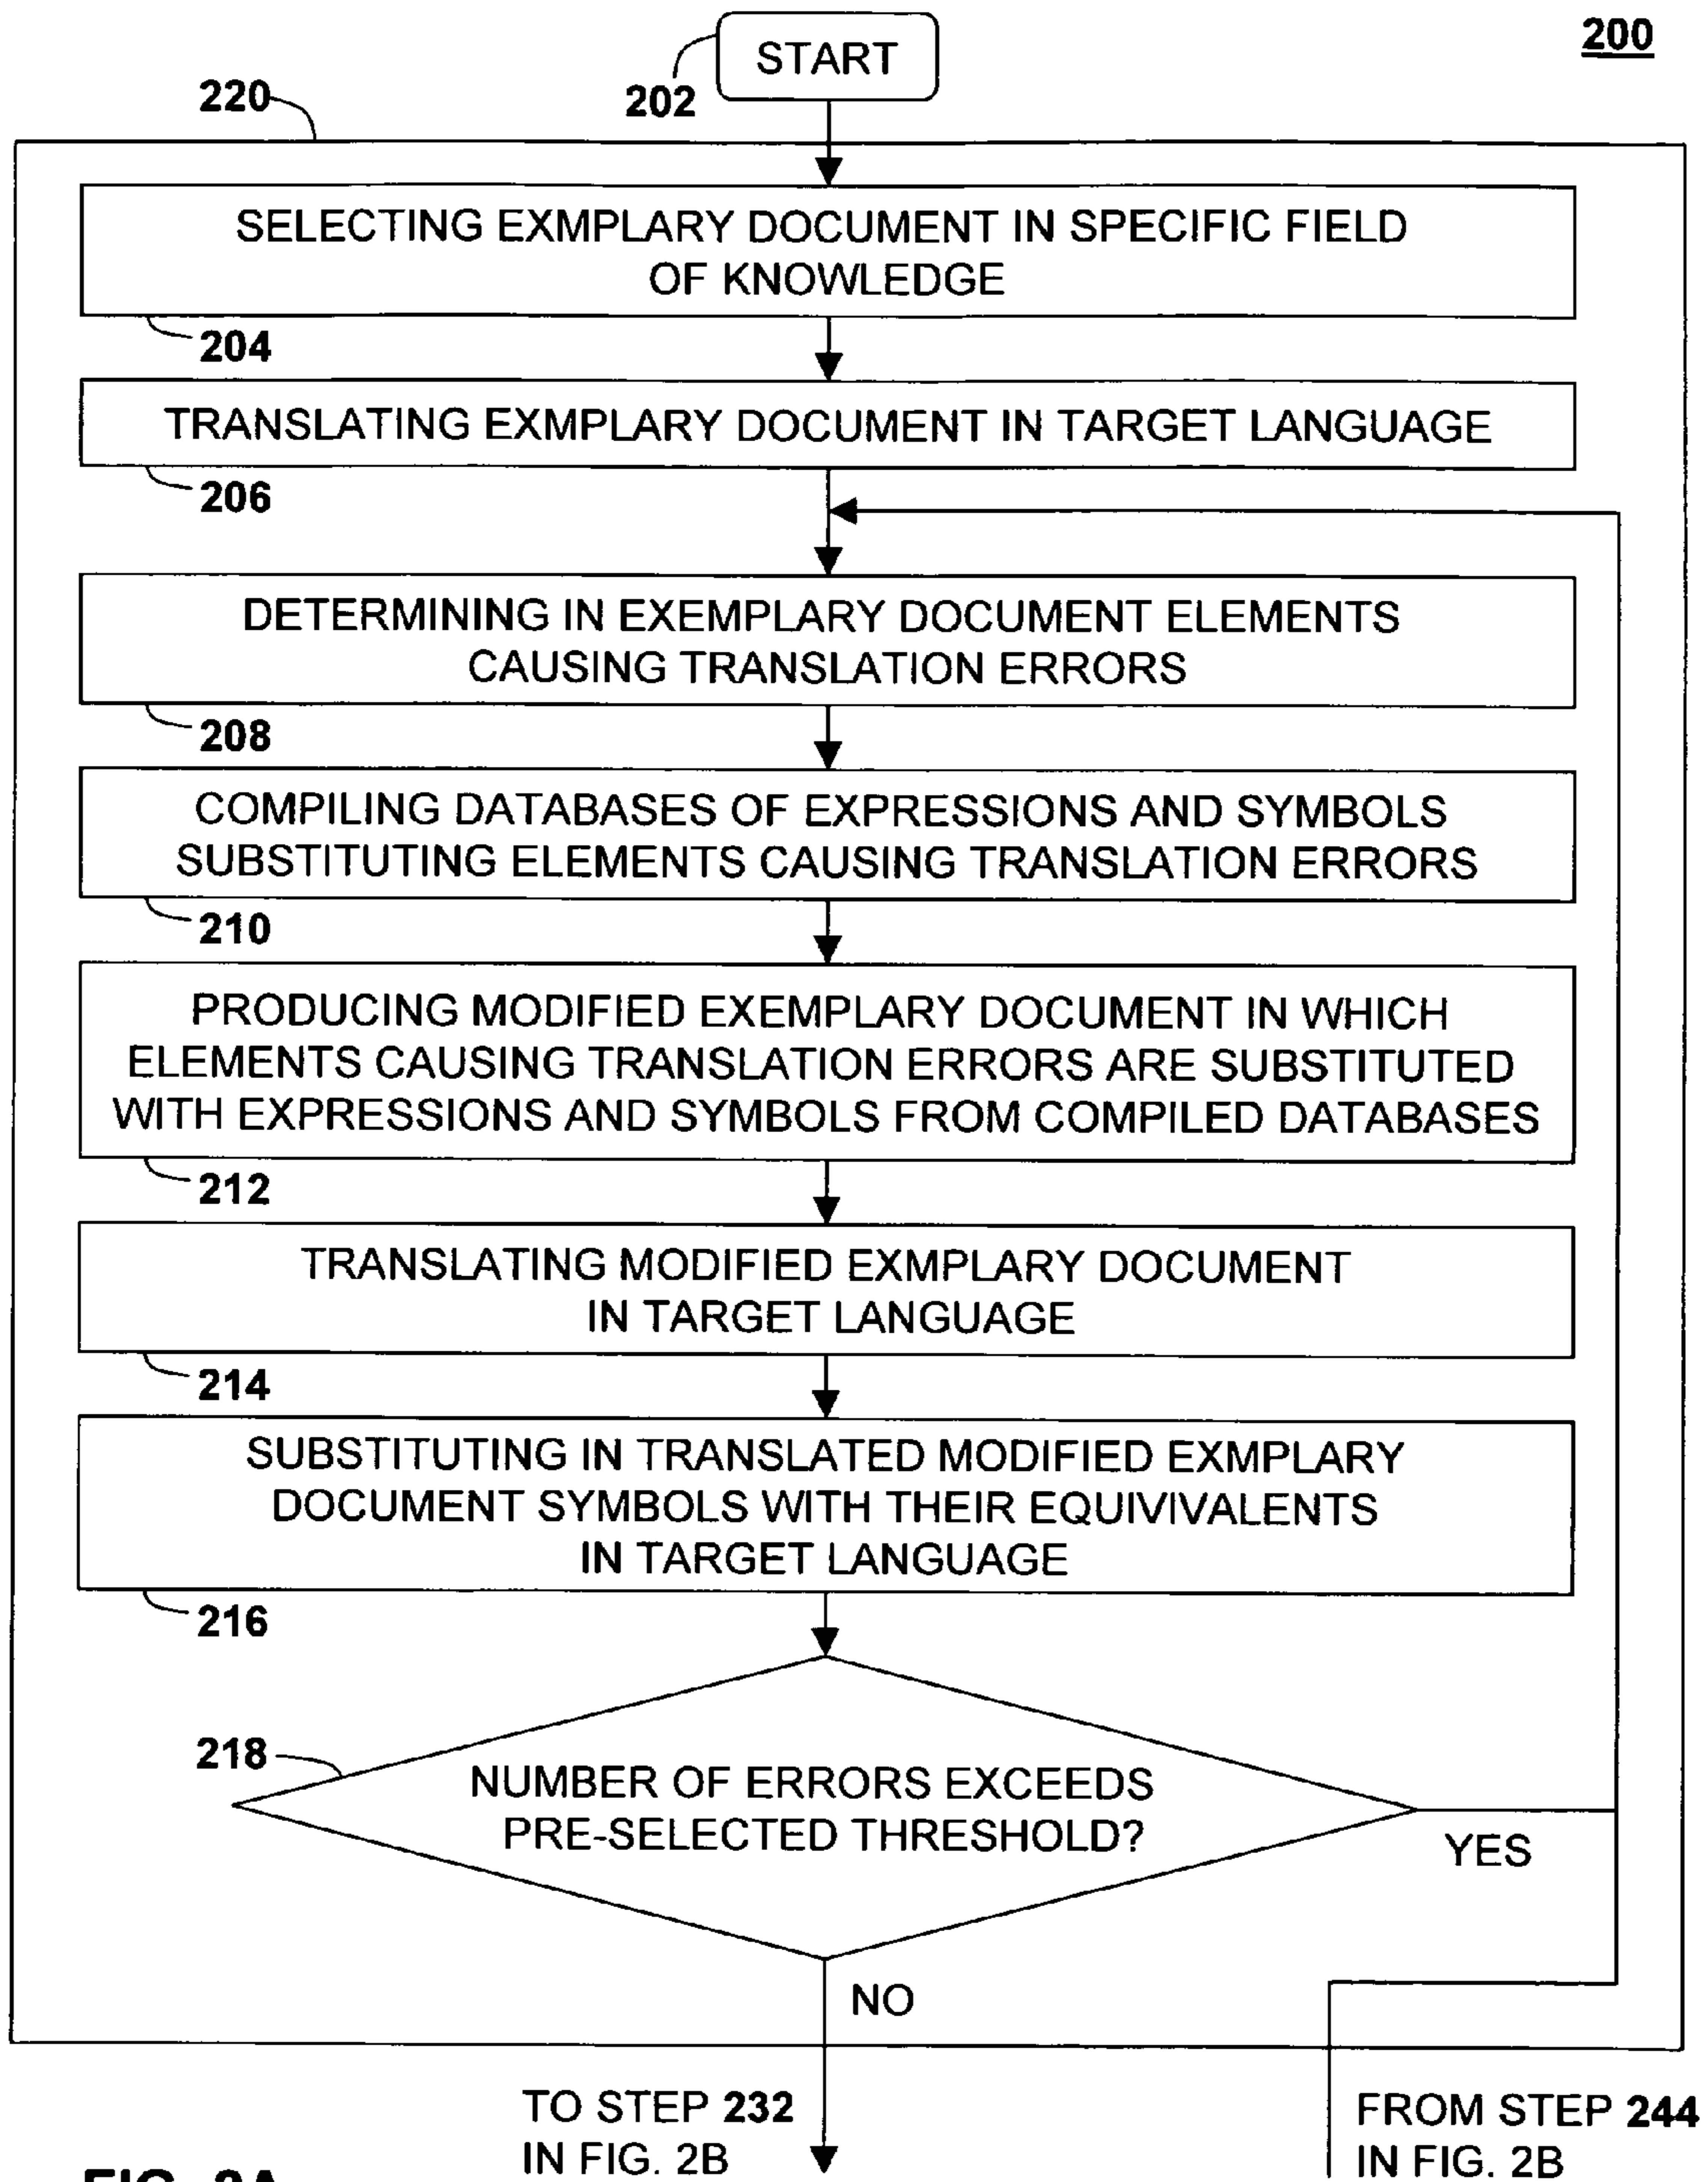 200
START
202
220
SELECTING EXMPLARY DOCUMENT IN SPECIFIC FIELD
OF KNOWLEDGE
204
TRANSLATING EXMPLARY DOCUMENT IN TARGET LANGUAGE
206
DETERMINING IN EXEMPLARY DOCUMENT ELEMENTS
CAUSING TRANSLATION ERRORS
208
COMPILING DATABASES OF EXPRESSIONS AND SYMBOLS
SUBSTITUTING ELEMENTS CAUSING TRANSLATION ERRORS
210
PRODUCING MODIFIED EXEMPLARY DOCUMENT IN WHICH
ELEMENTS CAUSING TRANSLATION ERRORS ARE SUBSTITUTED
WITH EXPRESSIONS AND SYMBOLS FROM COMPILED DATABASES
212
TRANSLATING MODIFIED EXMPLARY DOCUMENT
IN TARGET LANGUAGE
214
SUBSTITUTING IN TRANSLATED MODIFIED EXMPLARY
DOCUMENT SYMBOLS WITH THEIR EQUIVIVALENTS
IN TARGET LANGUAGE
216
218
NUMBER OF ERRORS EXCEEDS
PRE-SELECTED THRESHOLD?
YES
NO
TO STEP 232
IN FIG. 2B
FROM STEP 244
IN FIG. 2B
FIG. 2A